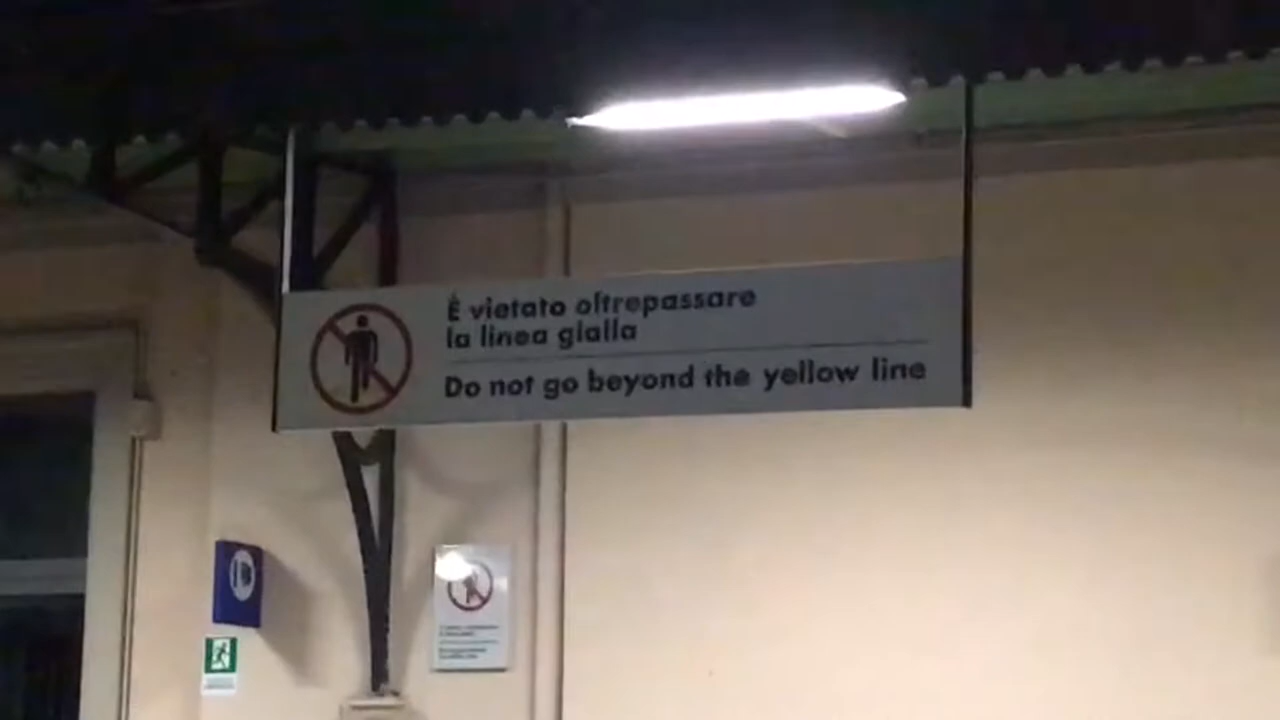 È vietato oltrepassare
la linea gialla
Do not go beyond the yellow line